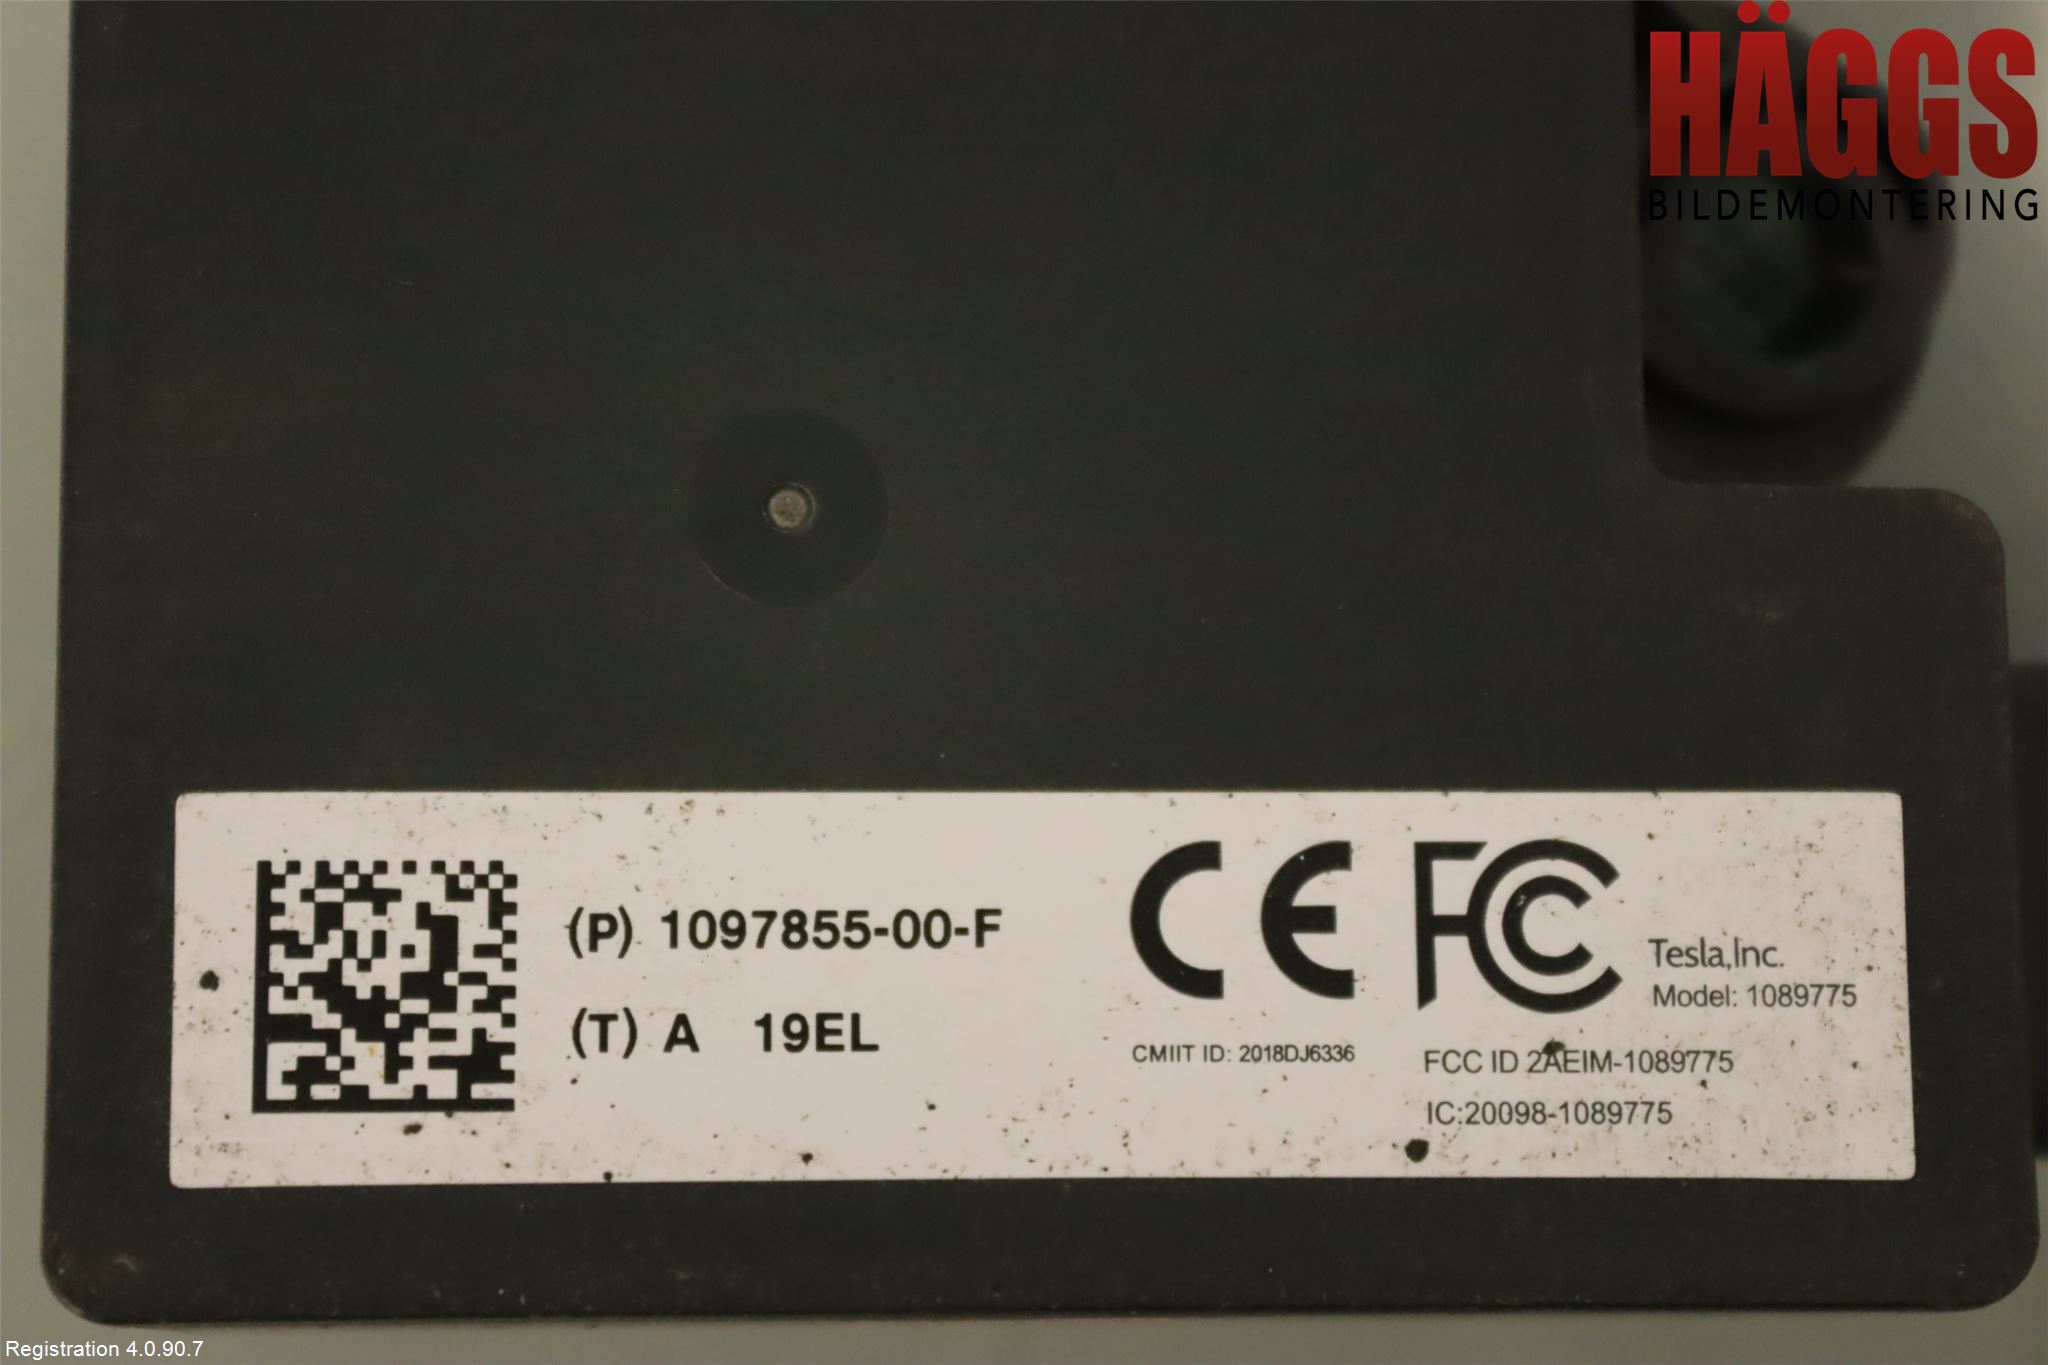 HÄGGS
BILDEMONTERING
(P) 1097855-00-F
(T) A 19EL
CE FC
CMIIT ID: 2018DJ6336
Tesla,Inc.
Model: 1089775
FCC ID 2AEIM-1089775
IC:20098-1089775
Registration 4.0.90.7